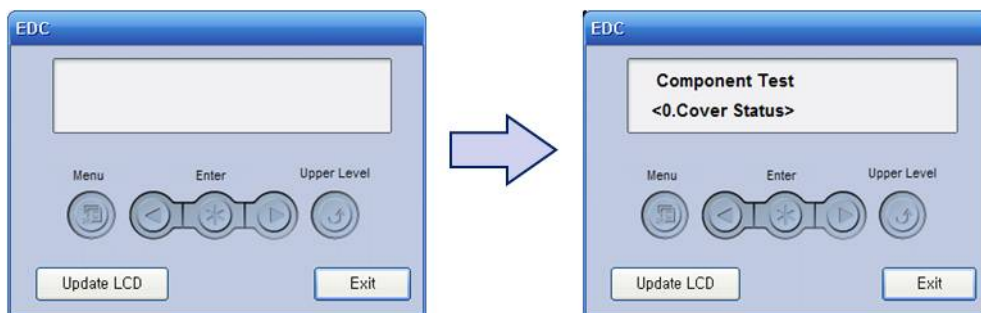 EDC
Menu Enter Upper Level
Update LCD Exit
EDC
Component Test
<0.Cover Status>
Menu Enter Upper Level
Update LCD Exit